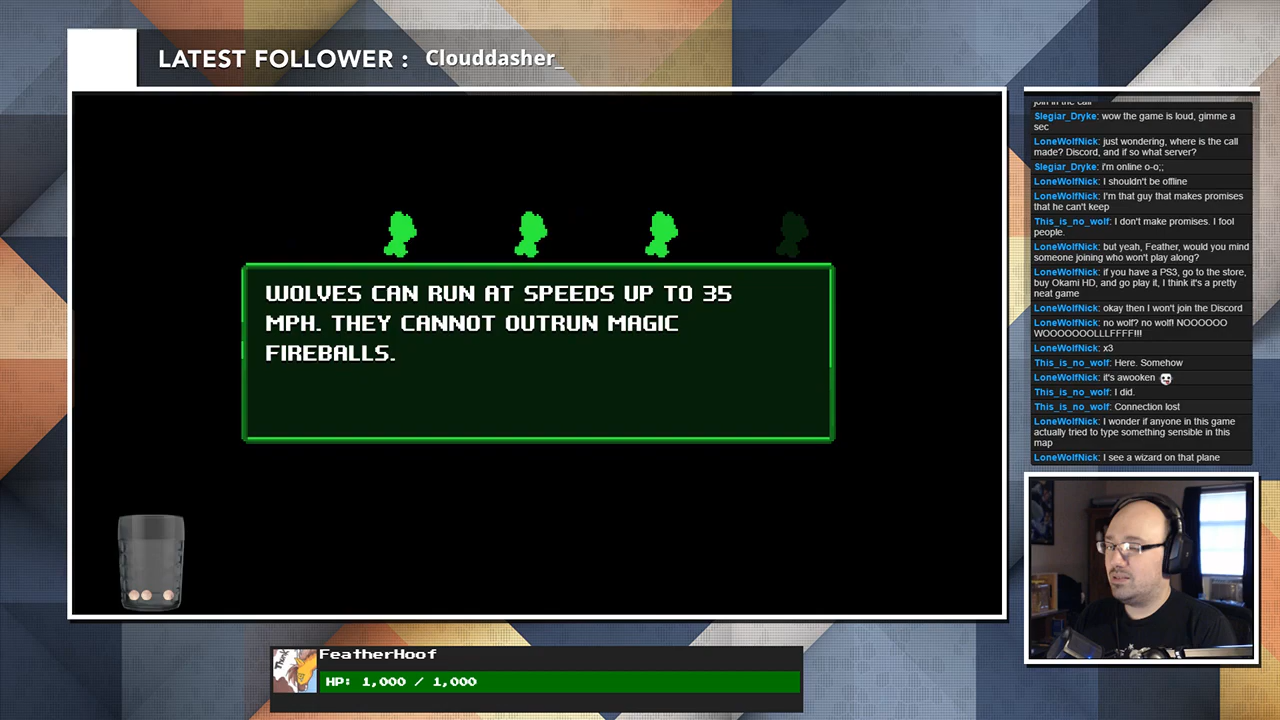 LATEST FOLLOWER : Clouddasher_
Slegiar_Dryke: wow the game is loud, gimme a
sec
LoneWolfNick: just wondering, where is the call
made? Discord, and if so what server?
Slegiar_Dryke: i'm online o-o;;
LoneWolfNick: I shouldn't be offline
LoneWolfNick: I'm that guy that makes promises
that he can't keep
This_is_no_wolf: I don't make promises. I fool
people.
LoneWolfNick: but yeah, Feather, would you mind
someone joining who won't play along?
LoneWolfNick: if you have a PS3, go to the store,
buy Okami HD, and go play it, I think it's a pretty
neat game
LoneWolfNick: okay then I won't join the Discord
LoneWolfNick: no wolf? no wolf! NOOOOOO
WOOOOOOLLLFFFF!!!
LoneWolfNick: x3
This_is_no_wolf: Here. Somehow
LoneWolfNick: it's awooken
This_is_no_wolf: I did.
This_is_no_wolf: Connection lost
LoneWolfNick: I wonder if anyone in this game
actually tried to type something sensible in this
map
LoneWolfNick: I see a wizard on that plane
WOLVES CAN RUN AT SPEEDS UP TO 35
MPH. THEY CANNOT OUTRUN MAGIC
FIREBALLS.
FeatherHoof
HP: 1,000 / 1,000